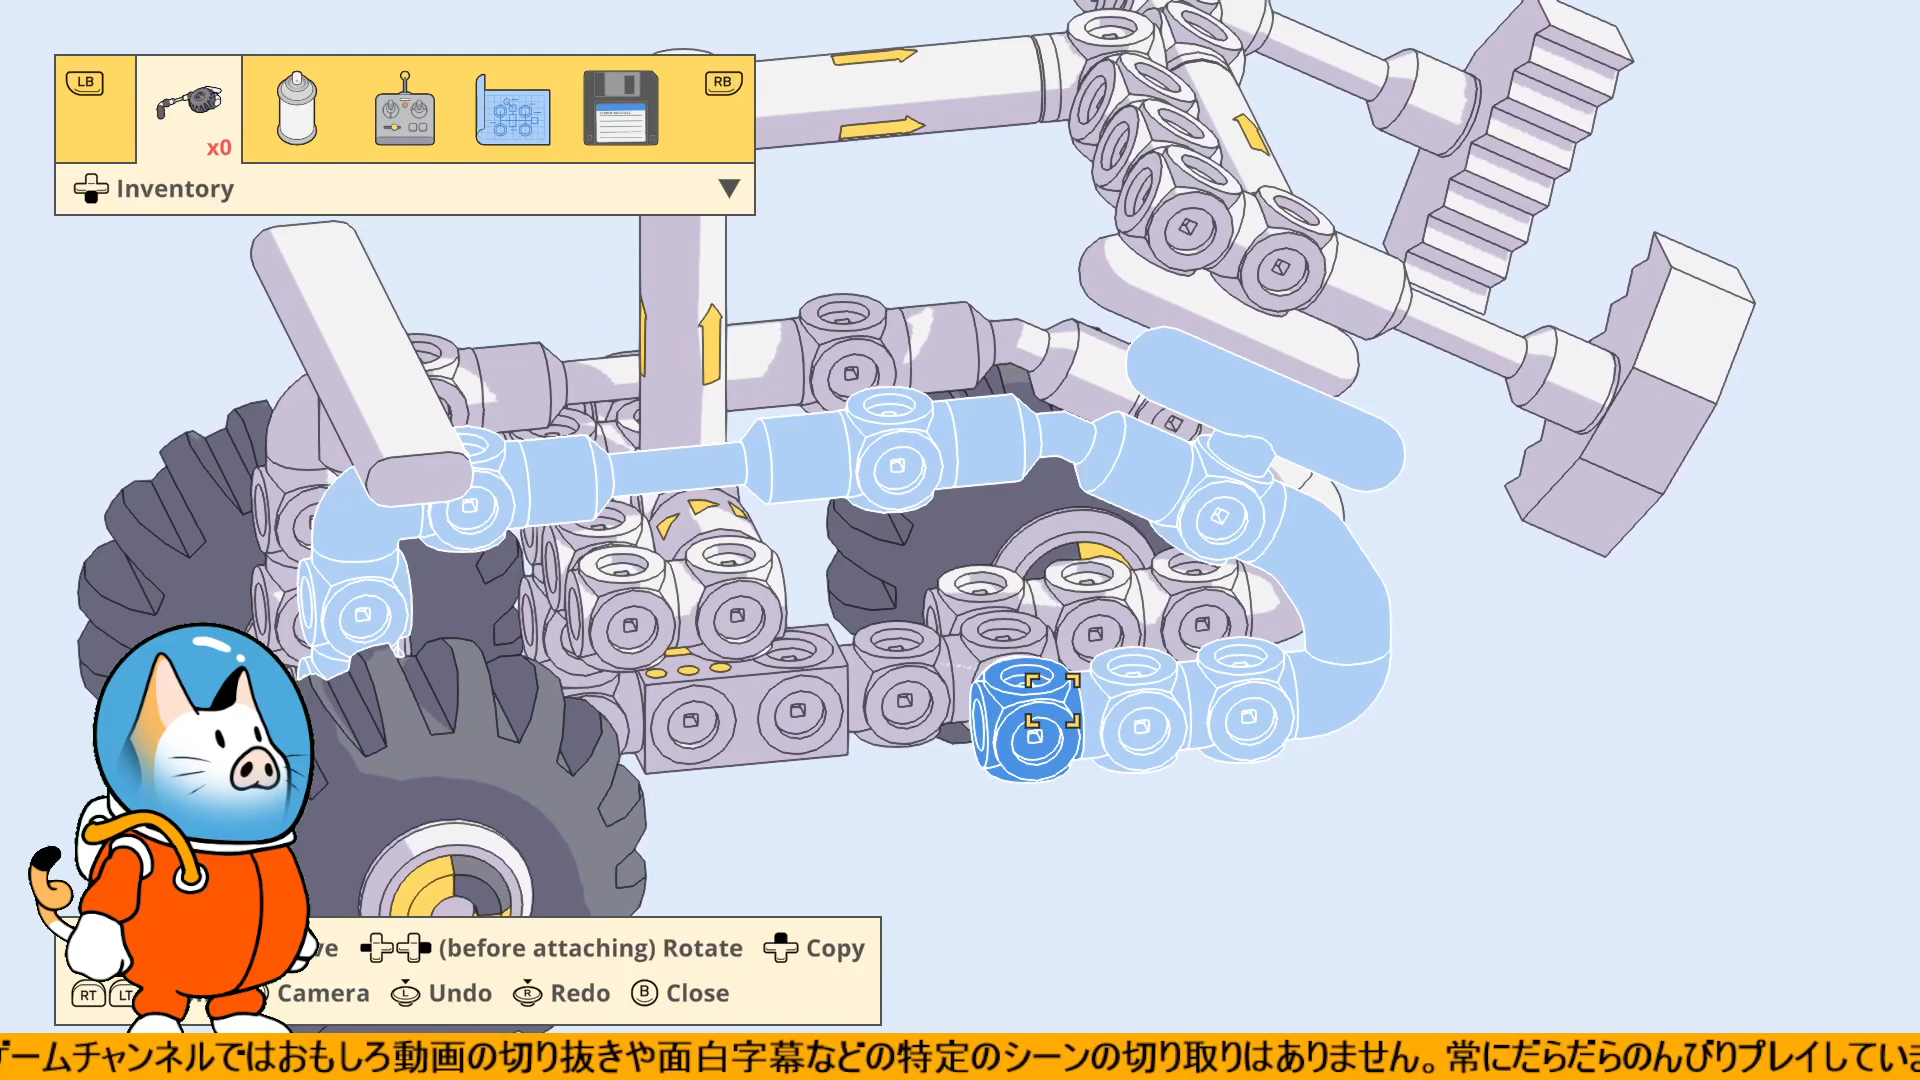 LB
RB
x0
Inventory
(before attaching) Rotate
Copy
RT
LT
Camera
L
Undo
R
Redo
B
Close
ゲームチャンネルではおもしろ動画の切り抜きや面白字幕などの特定のシーンの切り取りはありません。常にだらだらのんびりプレイしていま